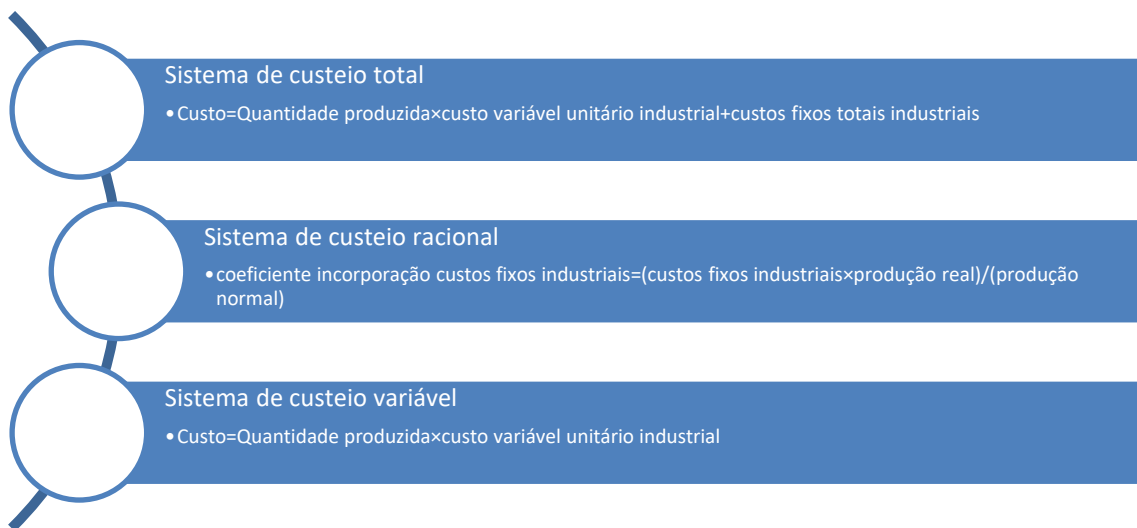 Sistema de custeio total
•Custo=Quantidade produzida×custo variável unitário industrial+custos fixos totais industriais
Sistema de custeio racional
•coeficiente incorporação custos fixos industriais=(custos fixos industriais×produção real)/(produção
normal)
Sistema de custeio variável
•Custo=Quantidade produzida×custo variável unitário industrial